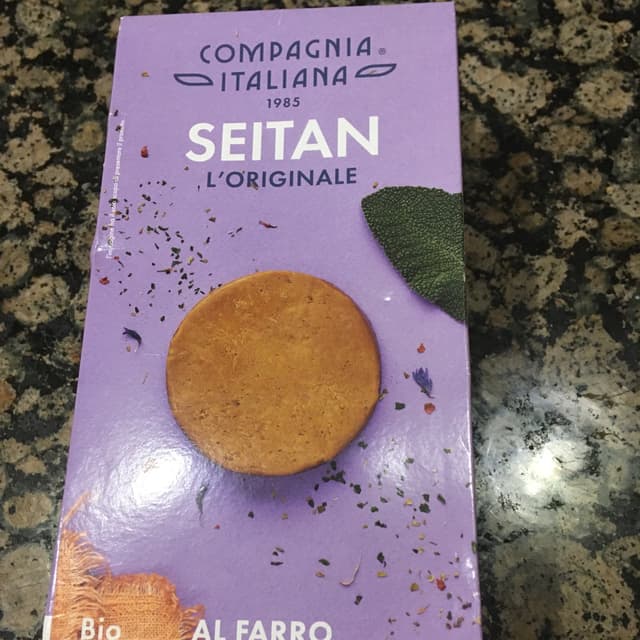 COMPAGNIA®
ITALIANA
1985
SEITAN
L'ORIGINALE
Bio
AL FARRO